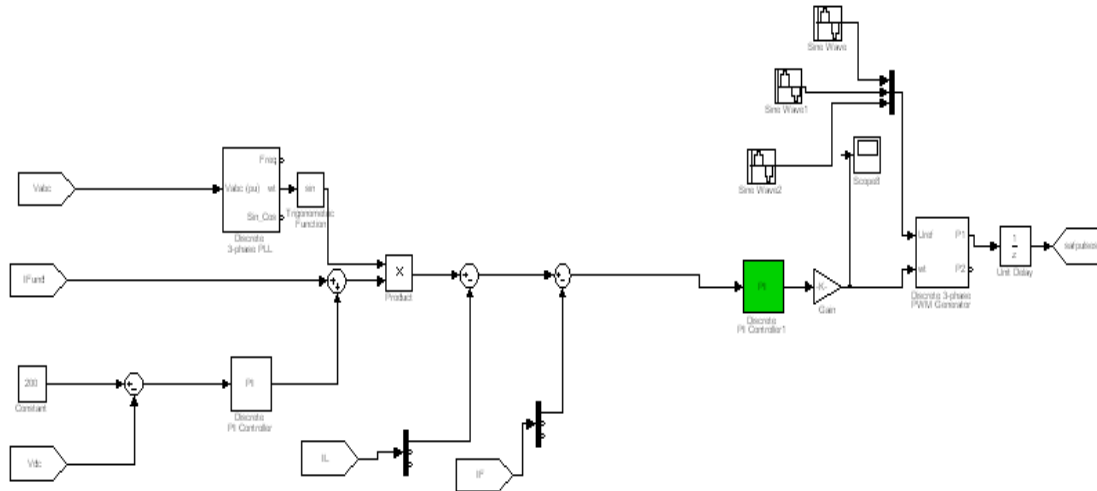 Sine Wave
Sine Wave1
Sine Wave2
Scope8
Vabc
Freq
Vabc (pu)
wt
Sin_Cos
Discrete
3-phase PLL
sin
Trigonometric
Function
IFund
X
Product
PI
Discrete
PI Controller1
-K-
Gain
Uref
P1
wt
P2
Discrete 3-phase
PWM Generator
1
z
Unit Delay
safpulses
200
Constant
PI
Discrete
PI Controller
Vdc
IL
IF